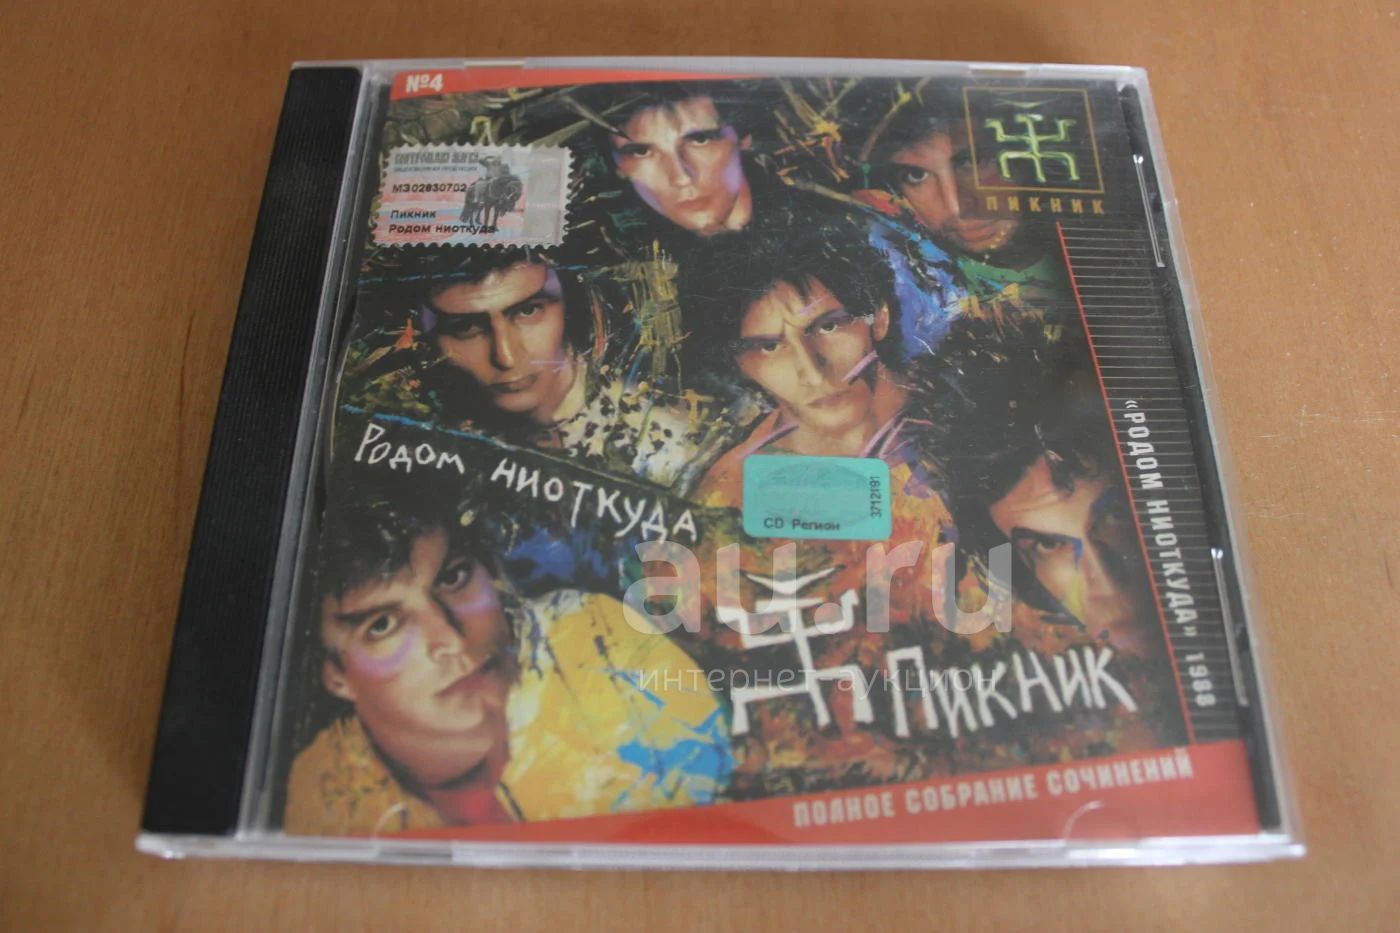 №4
МЭ02830702
Пикник
Родом ниоткуда
ПИКНИК
Родом ниоткуда
CD Регион
3712191
«РОДОМ НИОТКУДА» 1988
au.ru
интернет аукцион
ПИКНИК
ПОЛНОЕ СОБРАНИЕ СОЧИНЕНИЙ